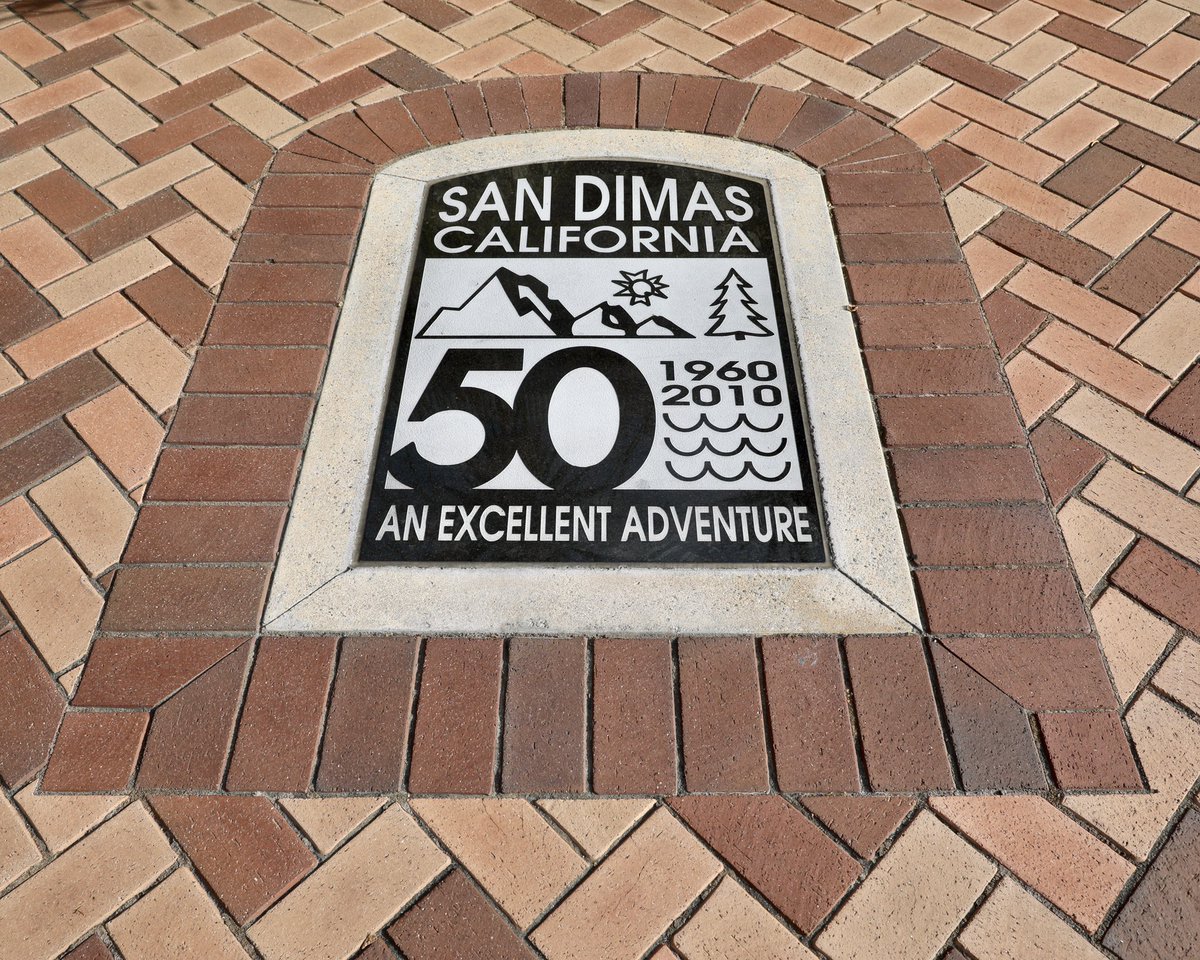 SAN DIMAS
CALIFORNIA
50
1960
2010
AN EXCELLENT ADVENTURE